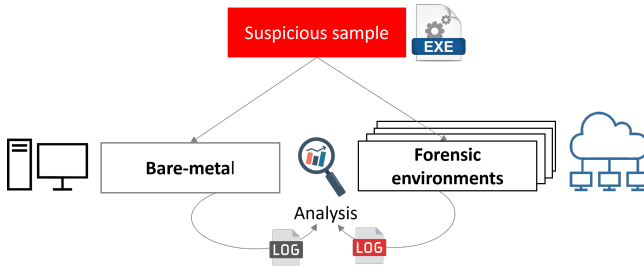 Suspicious sample
EXE
Bare-metal
Forensic
environments
Analysis
LOG
LOG